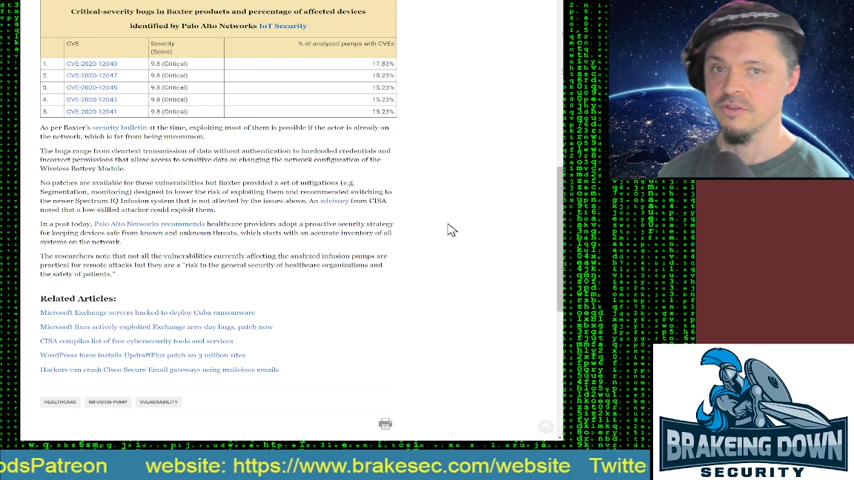 Critical-severity bugs in Baxter products and percentage of affected devices
identified by Palo Alto Networks IoT Security
CVE
Severity
(Score)
% of analyzed pumps with CVEs
1. CVE-2020-12040 9.8 (Critical) 17.83%
2. CVE-2020-12047 9.8 (Critical) 15.23%
3. CVE-2020-12045 9.8 (Critical) 15.23%
4. CVE-2020-12043 9.8 (Critical) 15.23%
5. CVE-2020-12041 9.8 (Critical) 15.23%
As per Baxter's security bulletin at the time, exploiting most of them is possible if the actor is already on
the network, which is far from being uncommon.
The bugs range from cleartext transmission of data without authentication to hardcoded credentials and
incorrect permissions that allow access to sensitive data or changing the network configuration of the
Wireless Battery Module.
No patches are available for these vulnerabilities but Baxter provided a set of mitigations (e.g.
Segmentation, monitoring) designed to lower the risk of exploiting them and recommended switching to
the newer Spectrum IQ Infusion system that is not affected by the issues above. An advisory from CISA
noted that a low-skilled attacker could exploit them.
In a post today, Palo Alto Networks recommends healthcare providers adopt a proactive security strategy
for keeping devices safe from known and unknown threats, which starts with an accurate inventory of all
systems on the network.
The researchers note that not all the vulnerabilities currently affecting the analyzed infusion pumps are
practical for remote attacks but they are a "risk to the general security of healthcare organizations and
the safety of patients."
Related Articles:
Microsoft Exchange servers hacked to deploy Cuba ransomware
Microsoft fixes actively exploited Exchange zero-day bugs, patch now
CISA compiles list of free cybersecurity tools and services
WordPress force installs UpdraftPlus patch on 3 million sites
Hackers can crash Cisco Secure Email gateways using malicious emails
HEALTHCARE INFUSION PUMP VULNERABILITY
BRAKEING DOWN
SECURITY
odsPatreon website: https://www.brakesec.com/website Twitte